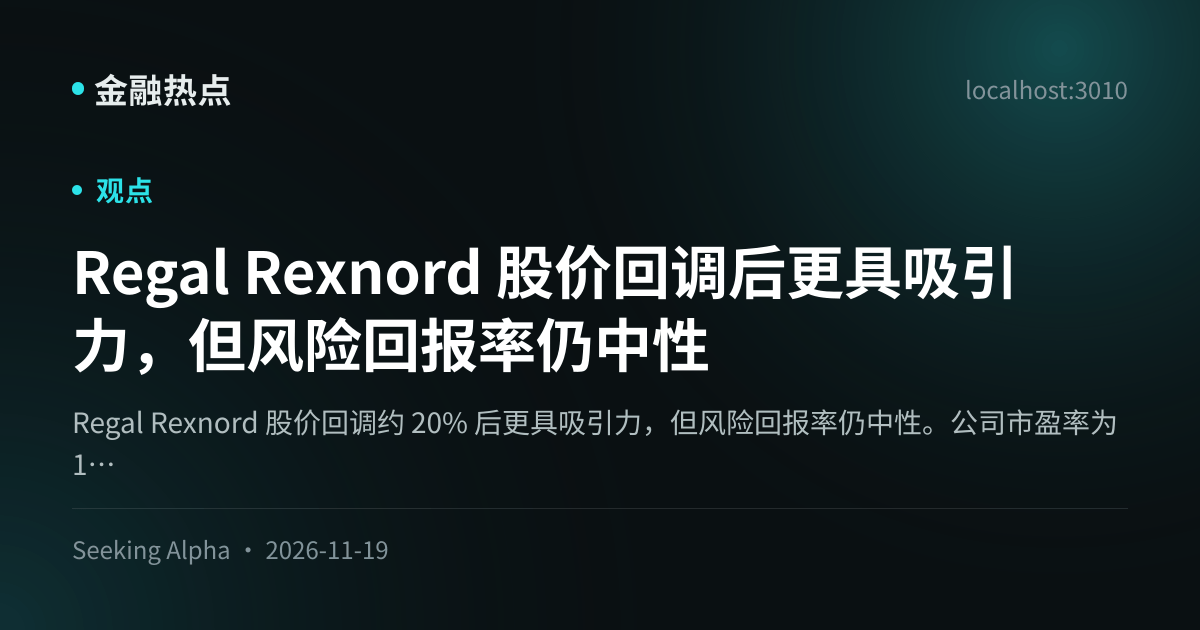 金融热点
localhost:3010
观点
Regal Rexnord 股价回调后更具吸引
力，但风险回报率仍中性
Regal Rexnord 股价回调约 20% 后更具吸引力，但风险回报率仍中性。公司市盈率为
1…
Seeking Alpha · 2026-11-19